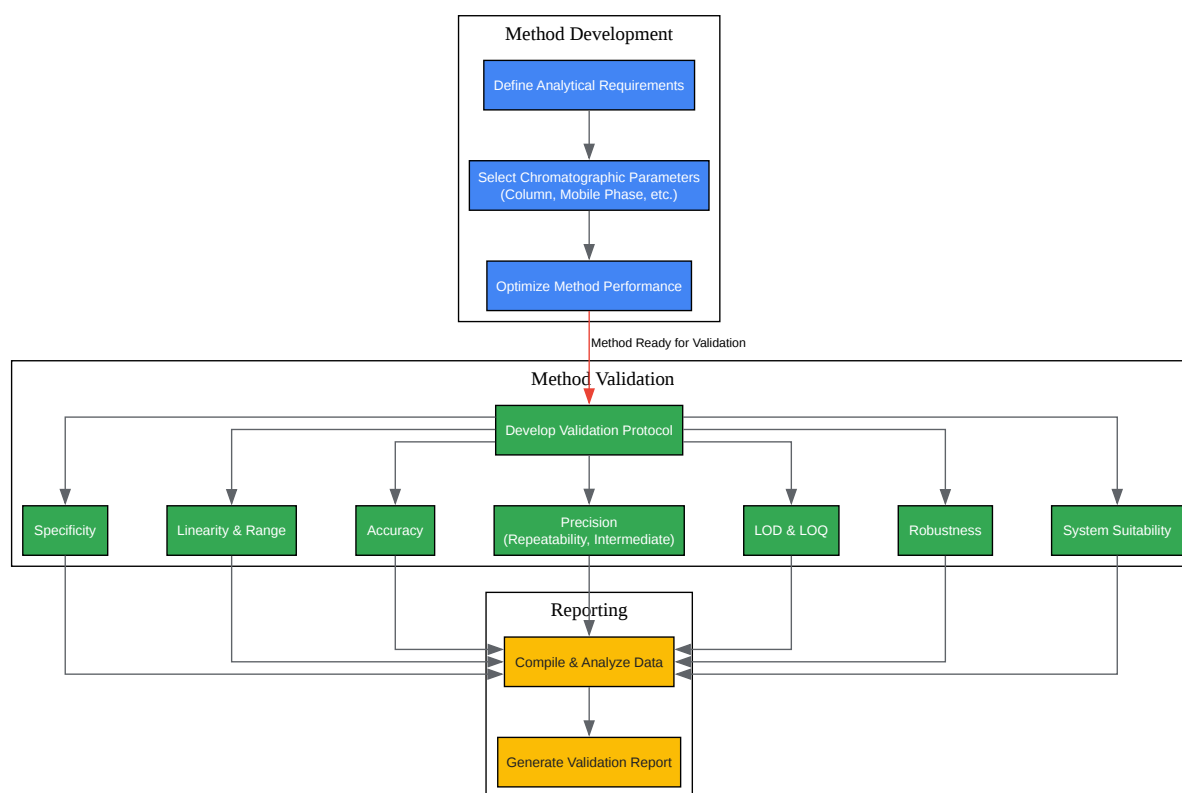 Method Development
Define Analytical Requirements
Select Chromatographic Parameters
(Column, Mobile Phase, etc.)
Optimize Method Performance
Method Ready for Validation
Method Validation
Develop Validation Protocol
Specificity
Linearity & Range
Accuracy
Precision
(Repeatability, Intermediate)
LOD & LOQ
Robustness
System Suitability
Reporting
Compile & Analyze Data
Generate Validation Report